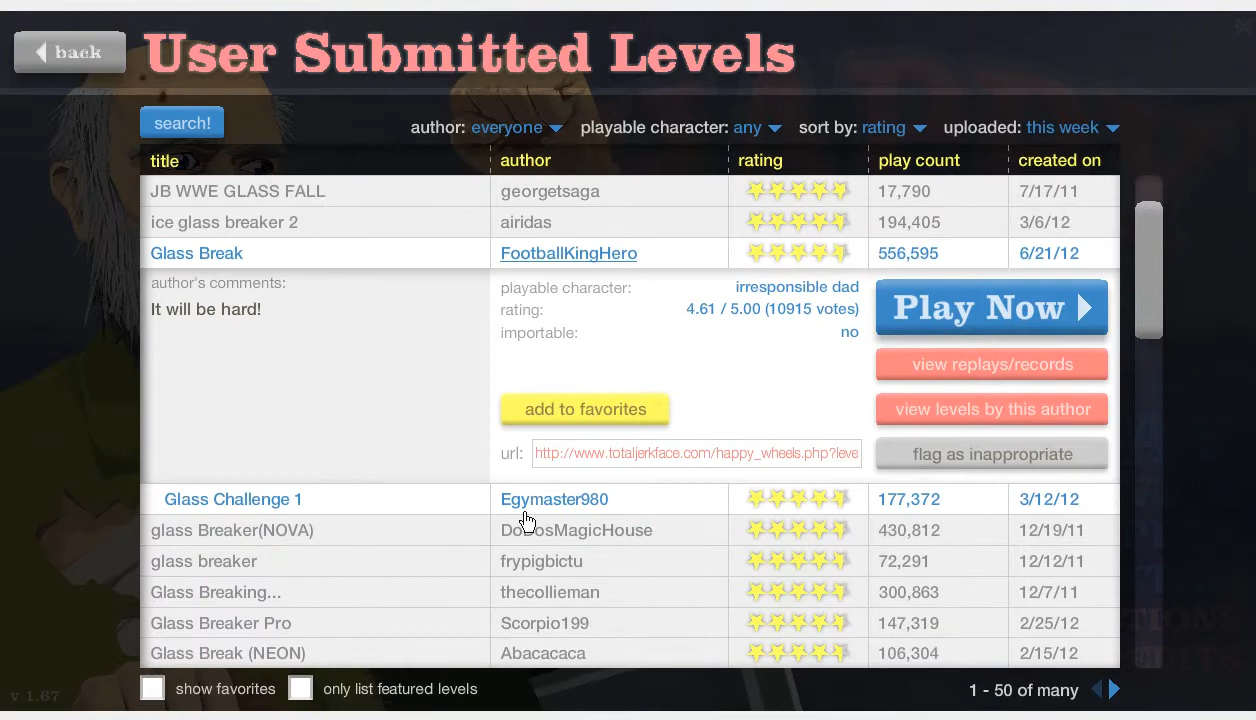 back
User Submitted Levels
search!
author: everyone playable character: any sort by: rating uploaded: this week
title author rating play count created on
JB WWE GLASS FALL georgetsaga 17,790 7/17/11
ice glass breaker 2 airidas 194,405 3/6/12
Glass Break FootballKingHero 556,595 6/21/12
author's comments:
It will be hard!
playable character: irresponsible dad
rating: 4.61 / 5.00 (10915 votes)
importable: no
add to favorites
url: http://www.totaljerkface.com/happy_wheels.php?leve
Play Now
view replays/records
view levels by this author
flag as inappropriate
Glass Challenge 1 Egymaster980 177,372 3/12/12
glass Breaker(NOVA) 430,812 12/19/11
glass breaker frypigbictu 72,291 12/12/11
Glass Breaking... thecollieman 300,863 12/7/11
Glass Breaker Pro Scorpio199 147,319 2/25/12
Glass Break (NEON) Abacacaca 106,304 2/15/12
show favorites only list featured levels 1 - 50 of many
v 1.67